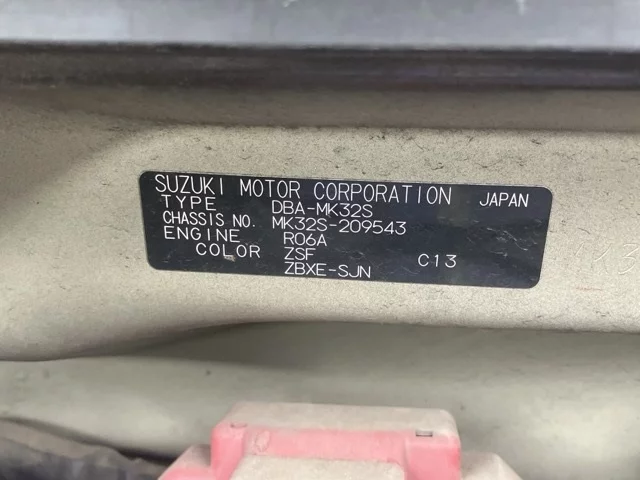 SUZUKI MOTOR CORPORATION JAPAN
TYPE DBA-MK32S
CHASSIS NO. MK32S-209543
ENGINE R06A
COLOR ZSF C13
ZBXE-SJN